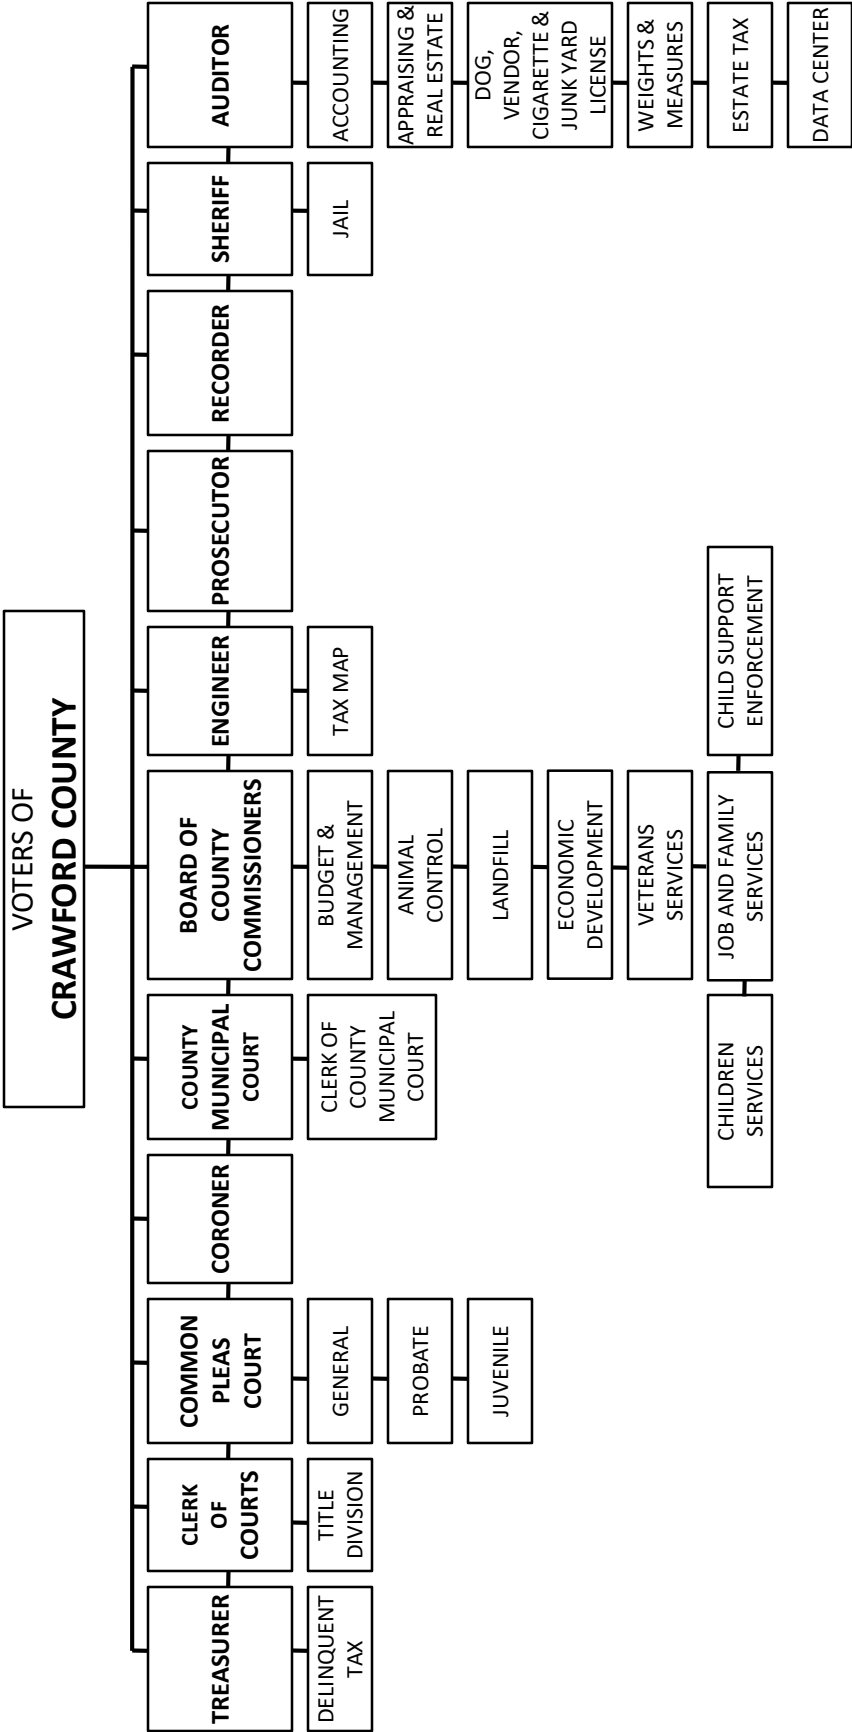 VOTERS OF
CRAWFORD COUNTY
TREASURER
CLERK
OF
COURTS
COMMON
PLEAS
COURT
CORONER
COUNTY
MUNICIPAL
COURT
BOARD OF
COUNTY
COMMISSIONERS
ENGINEER
PROSECUTOR
RECORDER
SHERIFF
AUDITOR
DELINQUENT
TAX
TITLE
DIVISION
GENERAL
PROBATE
JUVENILE
CLERK OF
COUNTY
MUNICIPAL
COURT
BUDGET &
MANAGEMENT
ANIMAL
CONTROL
LANDFILL
ECONOMIC
DEVELOPMENT
VETERANS
SERVICES
CHILDREN
SERVICES
JOB AND FAMILY
SERVICES
CHILD SUPPORT
ENFORCEMENT
TAX MAP
JAIL
ACCOUNTING
APPRAISING &
REAL ESTATE
DOG,
VENDOR,
CIGARETTE &
JUNK YARD
LICENSE
WEIGHTS &
MEASURES
ESTATE TAX
DATA CENTER